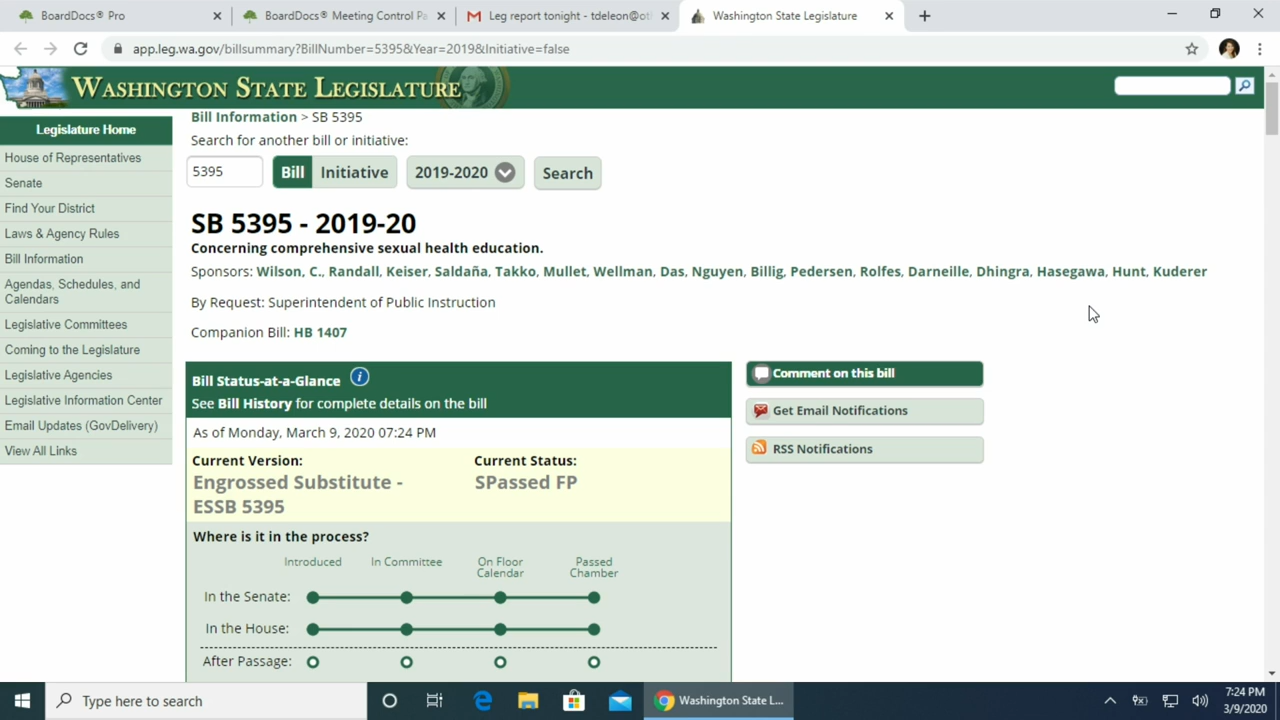 BoardDocs® Pro
BoardDocs® Meeting Control Pa
Leg report tonight - tdeleon@otl
Washington State Legislature
app.leg.wa.gov/billsummary?BillNumber=5395&Year=2019&Initiative=false
WASHINGTON STATE LEGISLATURE
Legislature Home
House of Representatives
Senate
Find Your District
Laws & Agency Rules
Bill Information
Agendas, Schedules, and
Calendars
Legislative Committees
Coming to the Legislature
Legislative Agencies
Legislative Information Center
Email Updates (GovDelivery)
View All Links
Bill Information > SB 5395
Search for another bill or initiative:
5395 Bill Initiative 2019-2020 Search
SB 5395 - 2019-20
Concerning comprehensive sexual health education.
Sponsors: Wilson, C., Randall, Keiser, Saldaña, Takko, Mullet, Wellman, Das, Nguyen, Billig, Pedersen, Rolfes, Darneille, Dhingra, Hasegawa, Hunt, Kuderer
By Request: Superintendent of Public Instruction
Companion Bill: HB 1407
Bill Status-at-a-Glance
See Bill History for complete details on the bill
As of Monday, March 9, 2020 07:24 PM
Current Version: Current Status:
Engrossed Substitute - SPassed FP
ESSB 5395
Where is it in the process?
Introduced In Committee On Floor Passed
Calendar Chamber
In the Senate:
In the House:
After Passage:
Comment on this bill
Get Email Notifications
RSS Notifications
Type here to search
Washington State L...
7:24 PM
3/9/2020